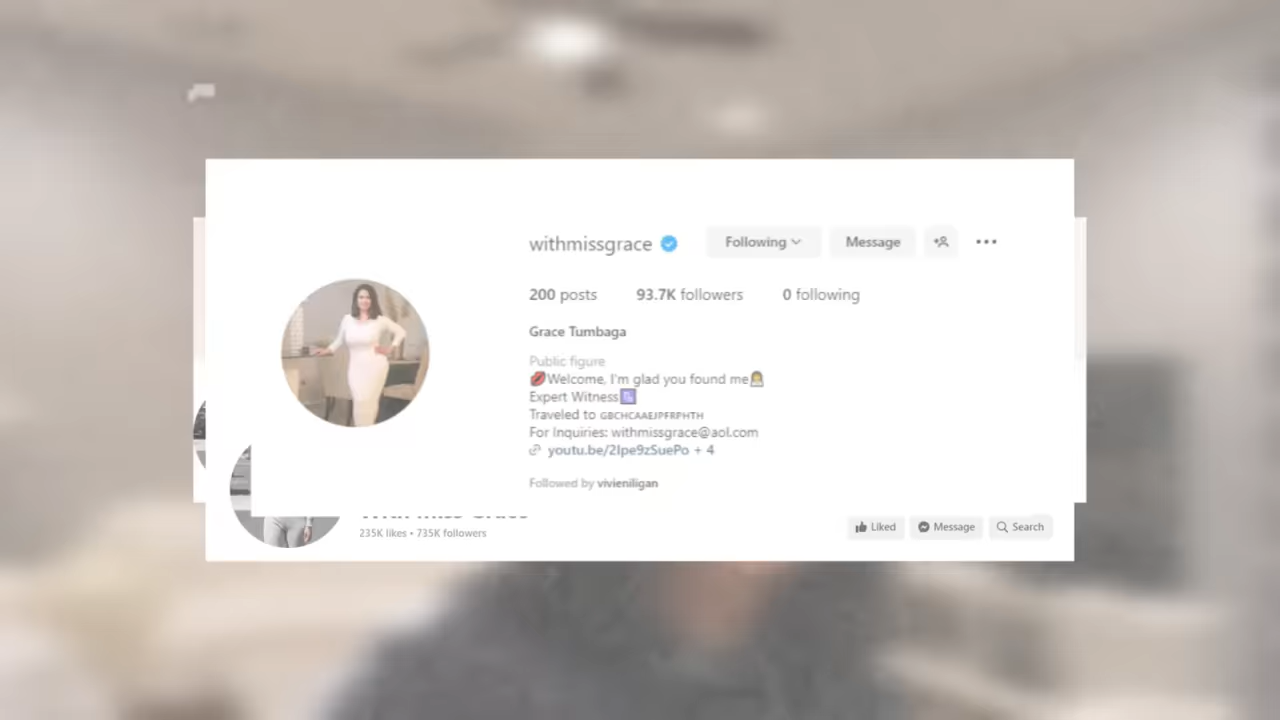 withmissgrace
Following
Message
200 posts 93.7K followers 0 following
Grace Tumbaga
Public figure
💋Welcome, I'm glad you found me👩‍💼
Expert Witness
Traveled to ɢʙᴄʜᴄᴀᴀᴇᴊᴘғʀᴘʜᴛʜ
For Inquiries: withmissgrace@aol.com
youtu.be/2Ipe9zSuePo + 4
Followed by vivieniligan
235K likes • 735K followers
Liked
Message
Search